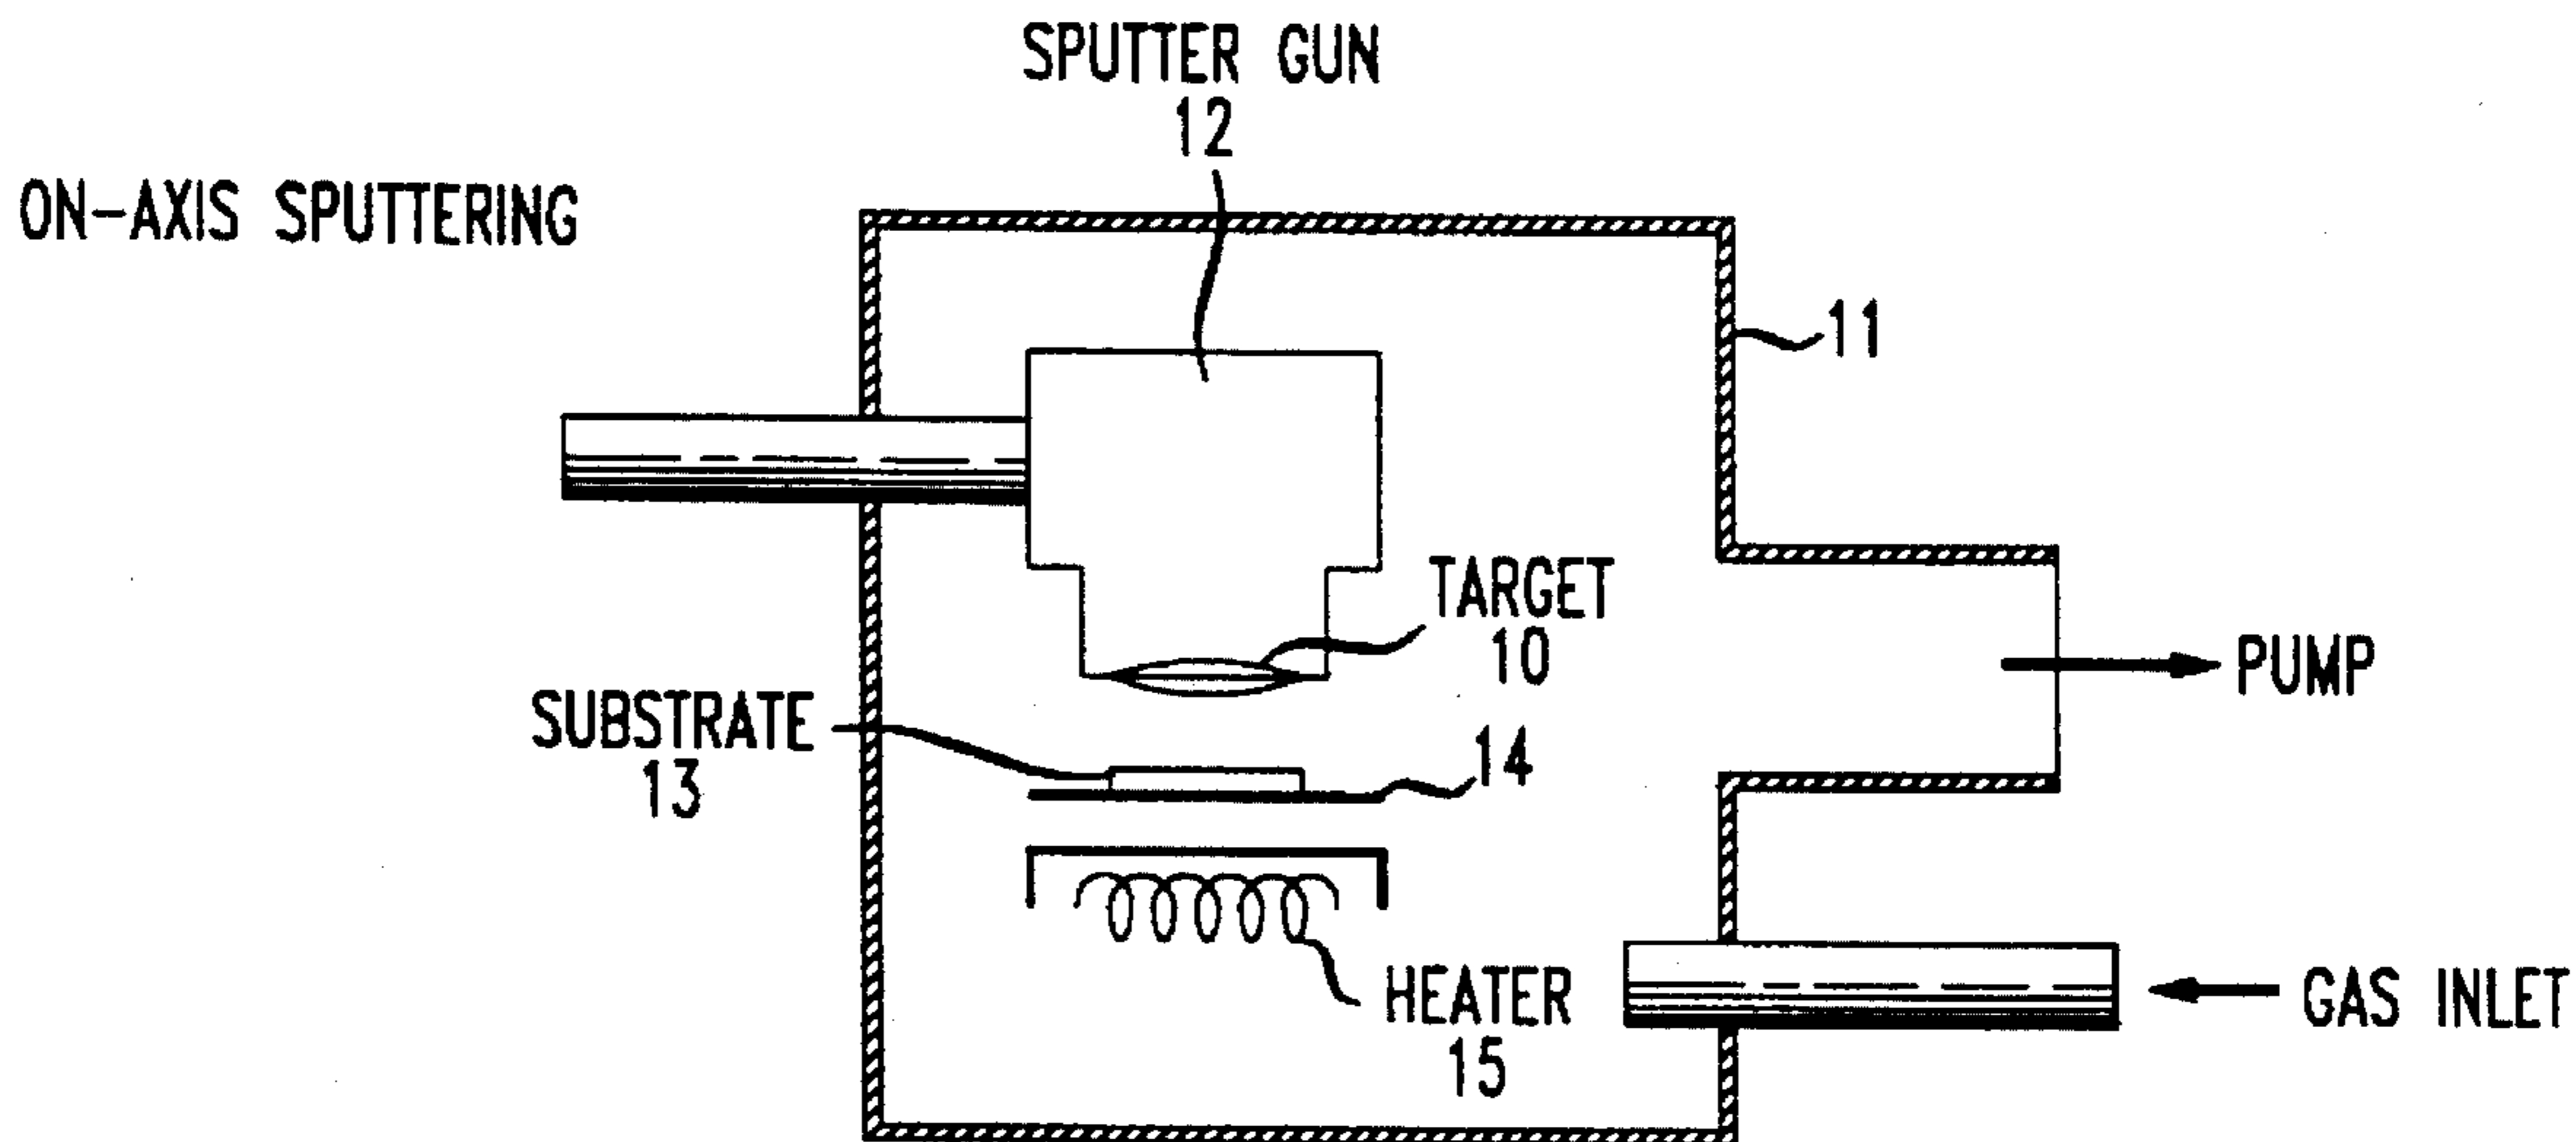 SPUTTER GUN
12
ON-AXIS SPUTTERING
11
TARGET
10
PUMP
SUBSTRATE
13
14
HEATER
15
GAS INLET